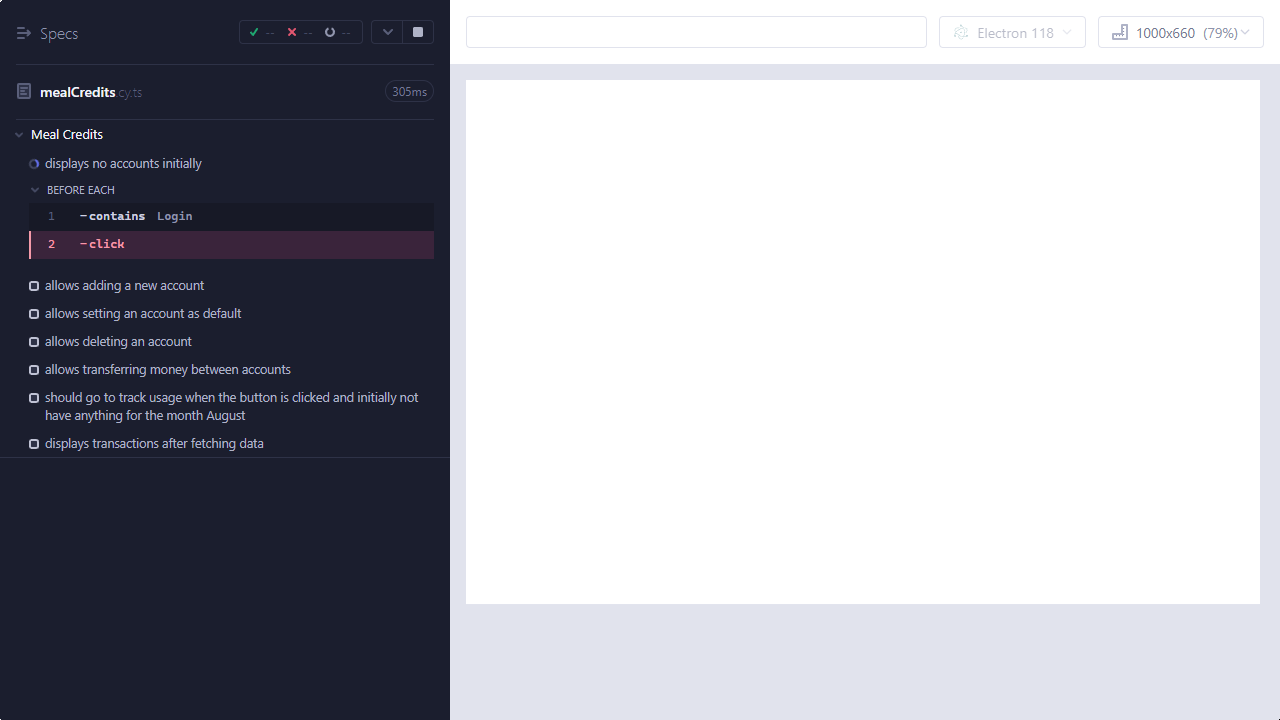 Specs
--
--
--
Electron 118
1000x660 (79%)
mealCredits.cy.ts
305ms
Meal Credits
displays no accounts initially
BEFORE EACH
1 -contains Login
2 -click
allows adding a new account
allows setting an account as default
allows deleting an account
allows transferring money between accounts
should go to track usage when the button is clicked and initially not
have anything for the month August
displays transactions after fetching data